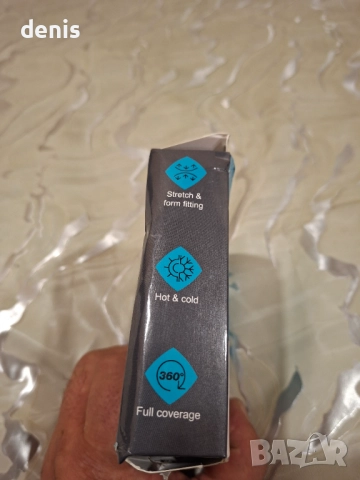 denis
Stretch &
form fitting
Hot & cold
360°
Full coverage
BAZAR